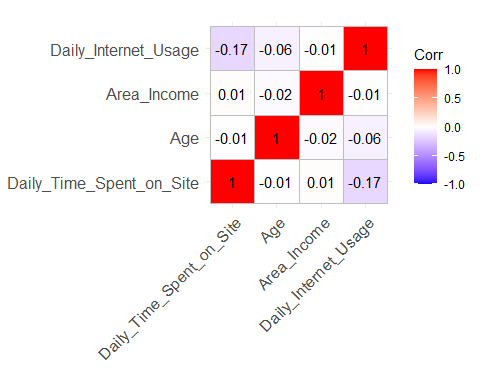 Daily_Internet_Usage -0.17 -0.06 -0.01 1
Area_Income 0.01 -0.02 1 -0.01
Age -0.01 1 -0.02 -0.06
Daily_Time_Spent_on_Site 1 -0.01 0.01 -0.17
Daily_Time_Spent_on_Site
Age
Area_Income
Daily_Internet_Usage
Corr
1.0
0.5
0.0
-0.5
-1.0